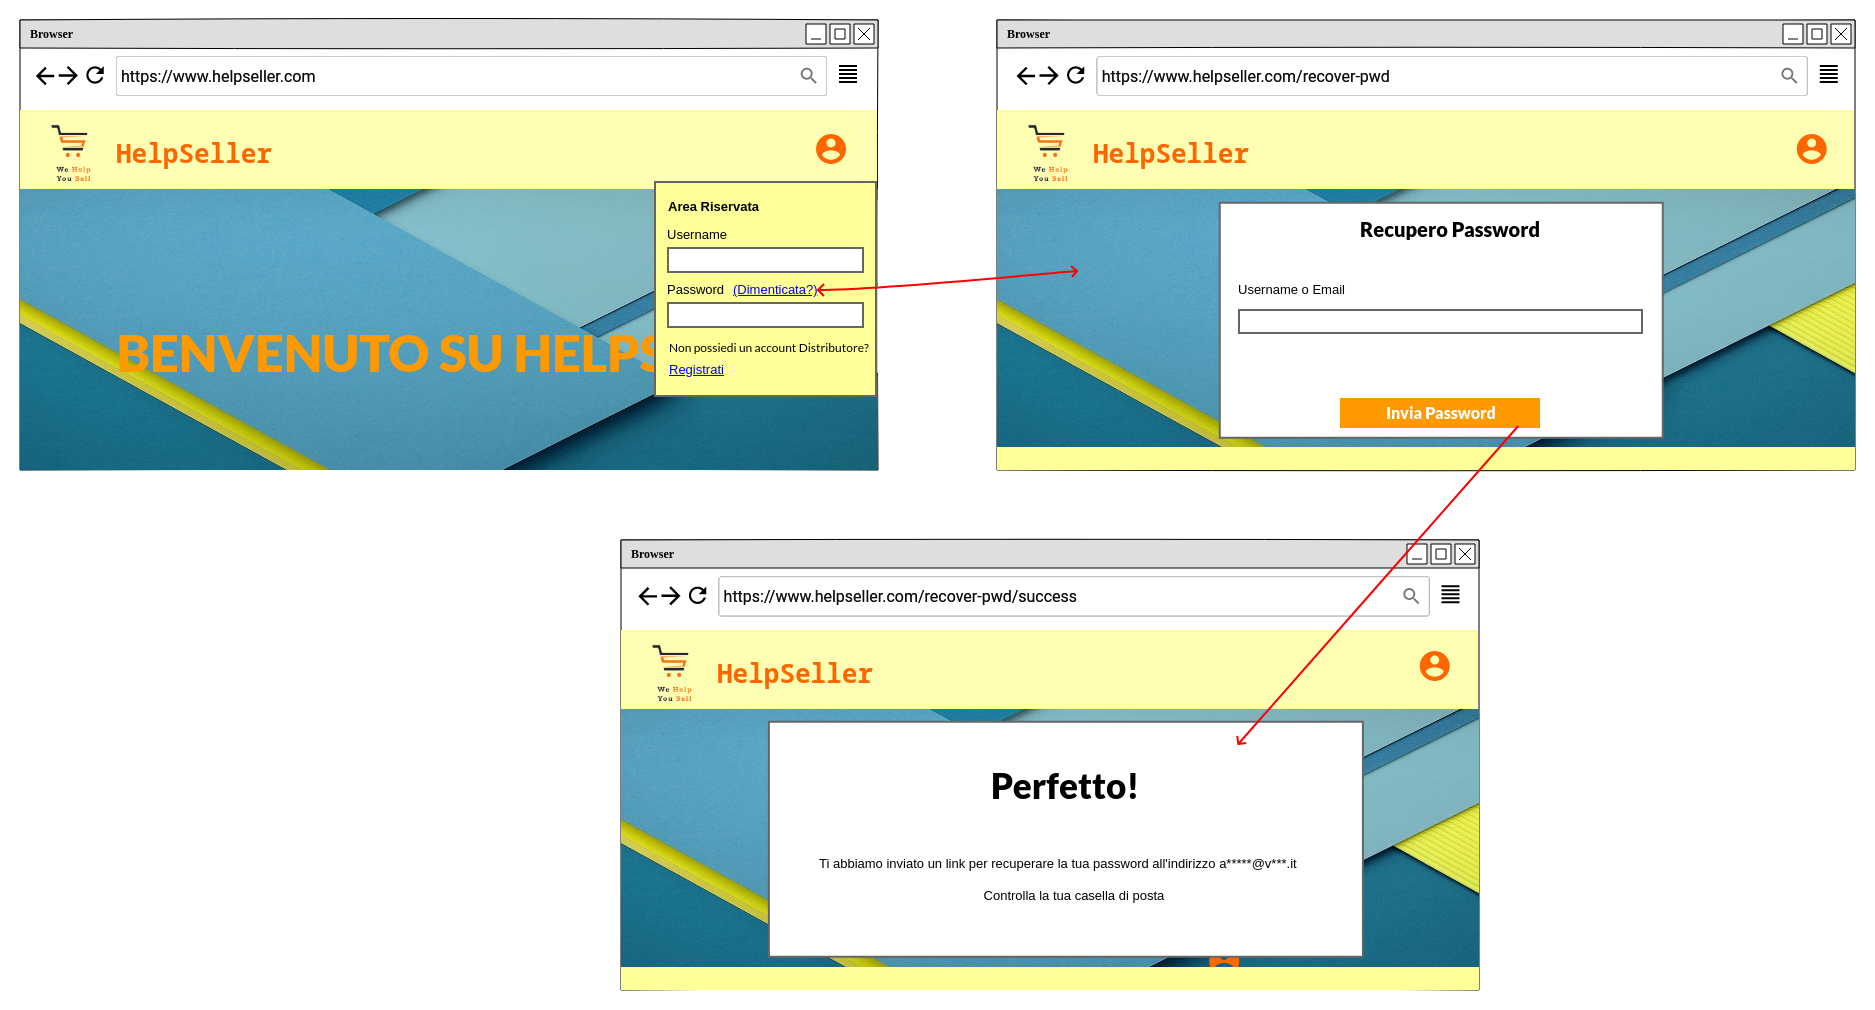 Browser
https://www.helpseller.com
We Help
You Sell
HelpSeller
Area Riservata
Username
Password (Dimenticata?)
Non possiedi un account Distributore?
Registrati
BENVENUTO SU HELPS
Browser
https://www.helpseller.com/recover-pwd
We Help
You Sell
HelpSeller
Recupero Password
Username o Email
Invia Password
Browser
https://www.helpseller.com/recover-pwd/success
We Help
You Sell
HelpSeller
Perfetto!
Ti abbiamo inviato un link per recuperare la tua password all'indirizzo a*****@v***.it
Controlla la tua casella di posta